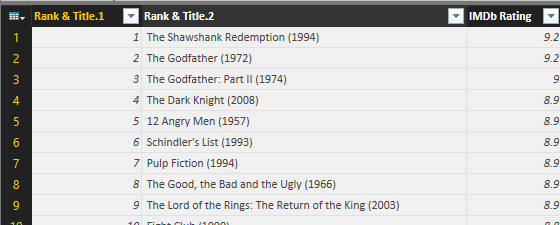 Rank & Title.1 Rank & Title.2 IMDb Rating
1 1 The Shawshank Redemption (1994) 9.2
2 2 The Godfather (1972) 9.2
3 3 The Godfather: Part II (1974) 9
4 4 The Dark Knight (2008) 8.9
5 5 12 Angry Men (1957) 8.9
6 6 Schindler's List (1993) 8.9
7 7 Pulp Fiction (1994) 8.9
8 8 The Good, the Bad and the Ugly (1966) 8.9
9 9 The Lord of the Rings: The Return of the King (2003) 8.9
10 10 Fight Club